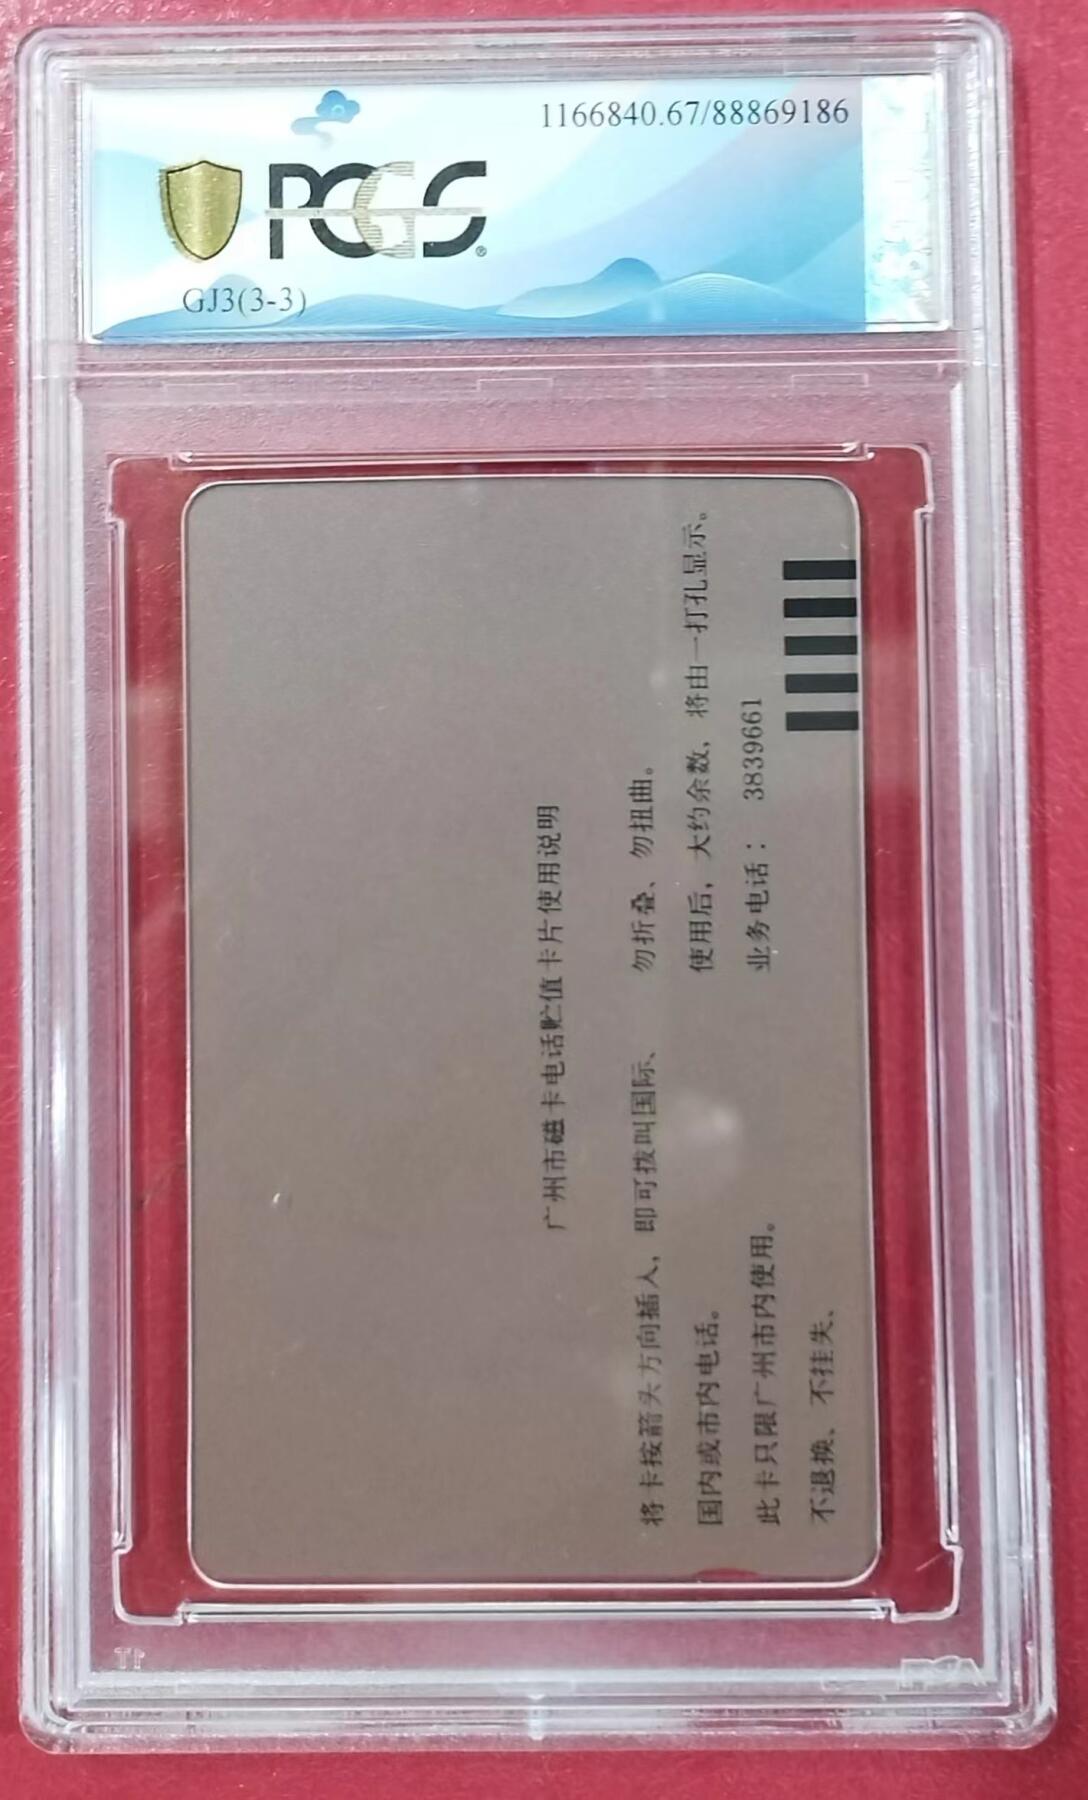 1166840.67/88869186
PCGS
GJ3(3-3)
广州市磁卡电话贮值卡片使用说明
将卡按箭头方向插入，即可拨叫国际、
国内或市内电话。
此卡只限广州市内使用。
不退换、不挂失、
勿折叠、勿扭曲。
使用后，大约余数，将由一打孔显示。
业务电话：3839661